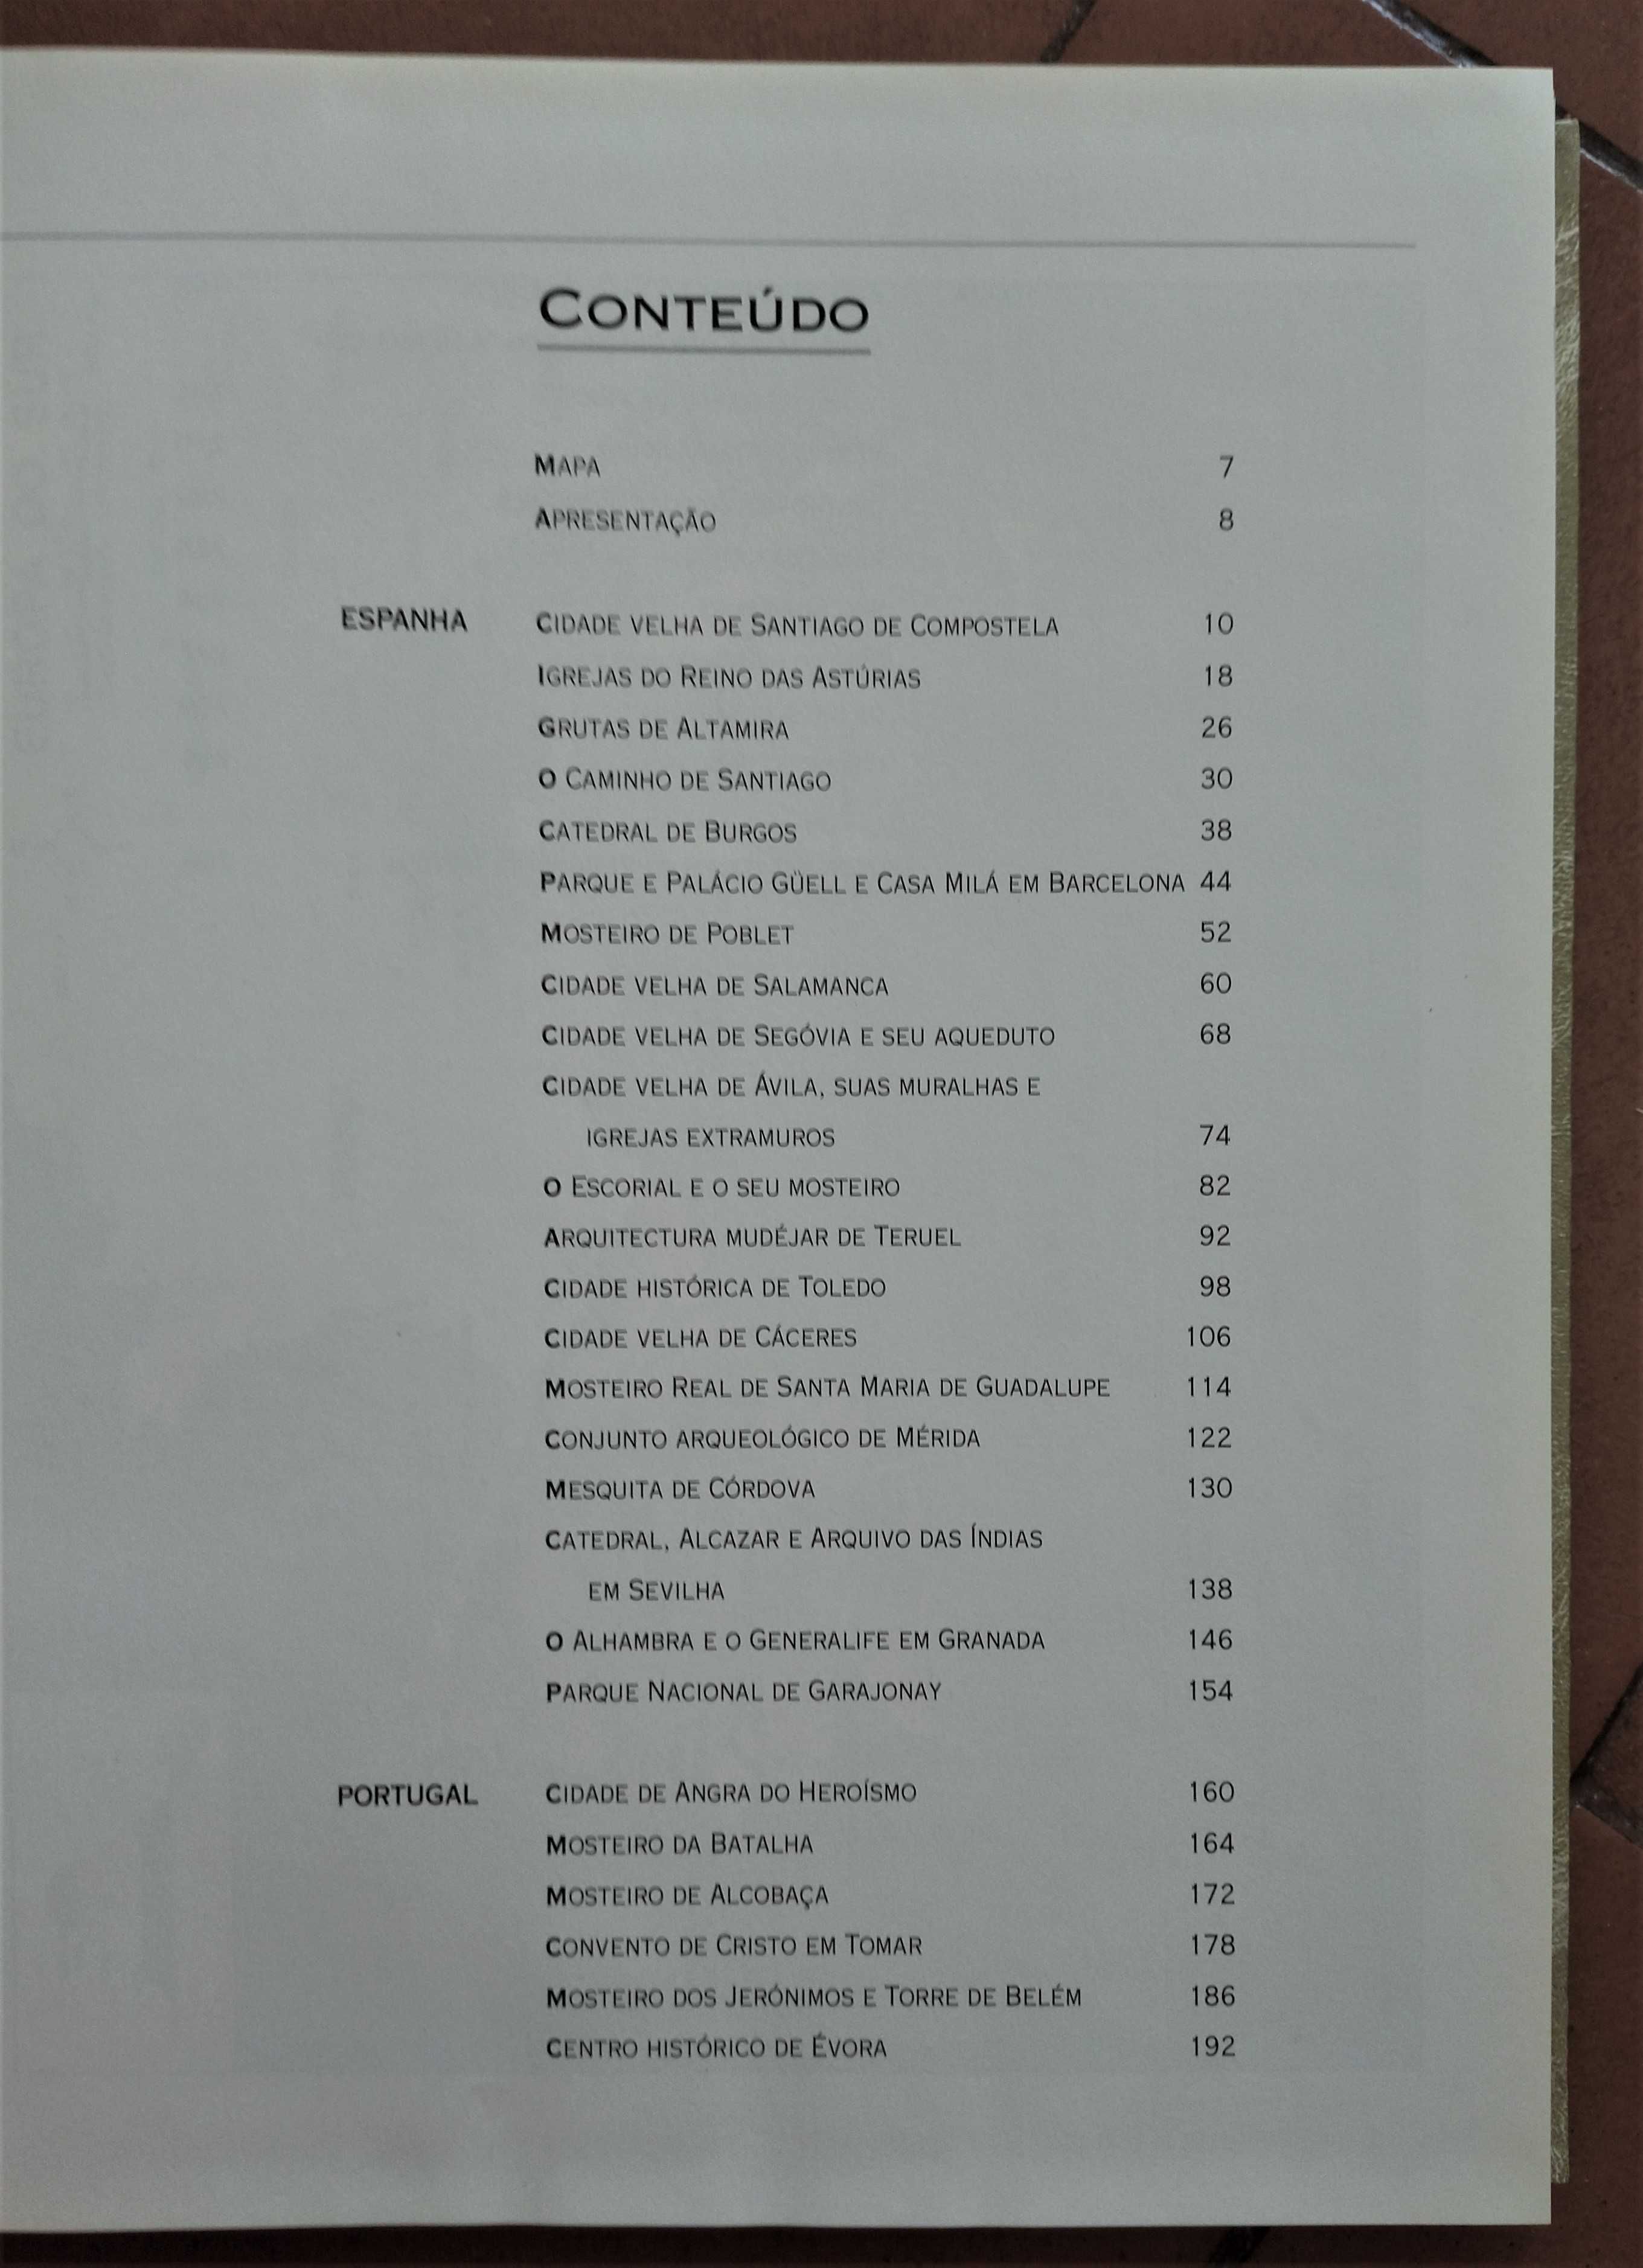 CONTEÚDO
MAPA 7
APRESENTAÇÃO 8
ESPANHA CIDADE VELHA DE SANTIAGO DE COMPOSTELA 10
IGREJAS DO REINO DAS ASTÚRIAS 18
GRUTAS DE ALTAMIRA 26
O CAMINHO DE SANTIAGO 30
CATEDRAL DE BURGOS 38
PARQUE E PALÁCIO GÜELL E CASA MILÁ EM BARCELONA 44
MOSTEIRO DE POBLET 52
CIDADE VELHA DE SALAMANCA 60
CIDADE VELHA DE SEGÓVIA E SEU AQUEDUTO 68
CIDADE VELHA DE ÁVILA, SUAS MURALHAS E
IGREJAS EXTRAMUROS 74
O ESCORIAL E O SEU MOSTEIRO 82
ARQUITECTURA MUDÉJAR DE TERUEL 92
CIDADE HISTÓRICA DE TOLEDO 98
CIDADE VELHA DE CÁCERES 106
MOSTEIRO REAL DE SANTA MARIA DE GUADALUPE 114
CONJUNTO ARQUEOLÓGICO DE MÉRIDA 122
MESQUITA DE CÓRDOVA 130
CATEDRAL, ALCAZAR E ARQUIVO DAS ÍNDIAS
EM SEVILHA 138
O ALHAMBRA E O GENERALIFE EM GRANADA 146
PARQUE NACIONAL DE GARAJONAY 154
PORTUGAL CIDADE DE ANGRA DO HEROÍSMO 160
MOSTEIRO DA BATALHA 164
MOSTEIRO DE ALCOBAÇA 172
CONVENTO DE CRISTO EM TOMAR 178
MOSTEIRO DOS JERÓNIMOS E TORRE DE BELÉM 186
CENTRO HISTÓRICO DE ÉVORA 192